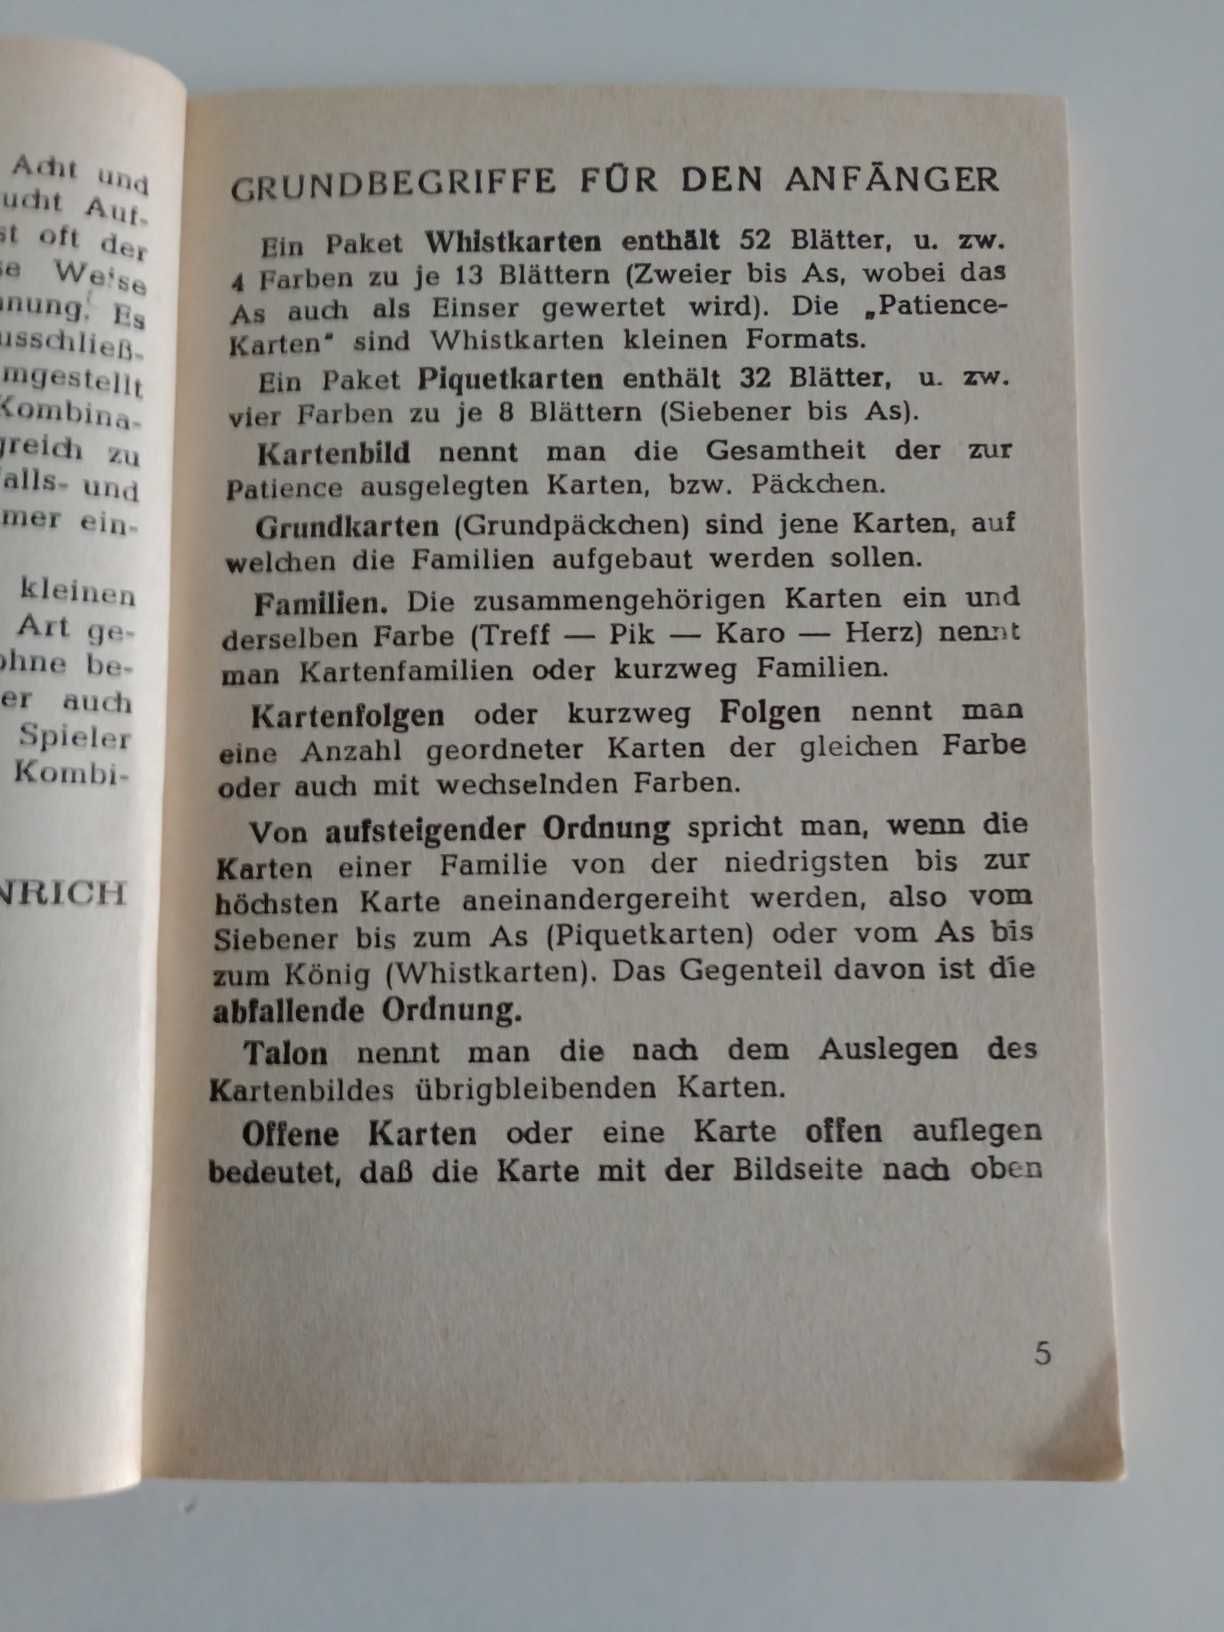 Acht und
Auf-
oft der
Weise
Es
mgestellt
Kombina-
zu
und
ein-
kleinen
Art ge-
be-
er auch
Spieler
Kombi-
NRICH
GRUNDBEGRIFFE FÜR DEN ANFÄNGER
Ein Paket Whistkarten enthält 52 Blätter, u. zw.
4 Farben zu je 13 Blättern (Zweier bis As, wobei das
As auch als Einser gewertet wird). Die „Patience-
Karten" sind Whistkarten kleinen Formats.
Ein Paket Piquetkarten enthält 32 Blätter, u. zw.
vier Farben zu je 8 Blättern (Siebener bis As).
Kartenbild nennt man die Gesamtheit der zur
Patience ausgelegten Karten, bzw. Päckchen.
Grundkarten (Grundpäckchen) sind jene Karten, auf
welchen die Familien aufgebaut werden sollen.
Familien. Die zusammengehörigen Karten ein und
derselben Farbe (Treff — Pik — Karo — Herz) nennt
man Kartenfamilien oder kurzweg Familien.
Kartenfolgen oder kurzweg Folgen nennt man
eine Anzahl geordneter Karten der gleichen Farbe
oder auch mit wechselnden Farben.
Von aufsteigender Ordnung spricht man, wenn die
Karten einer Familie von der niedrigsten bis zur
höchsten Karte aneinandergereiht werden, also vom
Siebener bis zum As (Piquetkarten) oder vom As bis
zum König (Whistkarten). Das Gegenteil davon ist die
abfallende Ordnung.
Talon nennt man die nach dem Auslegen des
Kartenbildes übrigbleibenden Karten.
Offene Karten oder eine Karte offen auflegen
bedeutet, daß die Karte mit der Bildseite nach oben
5